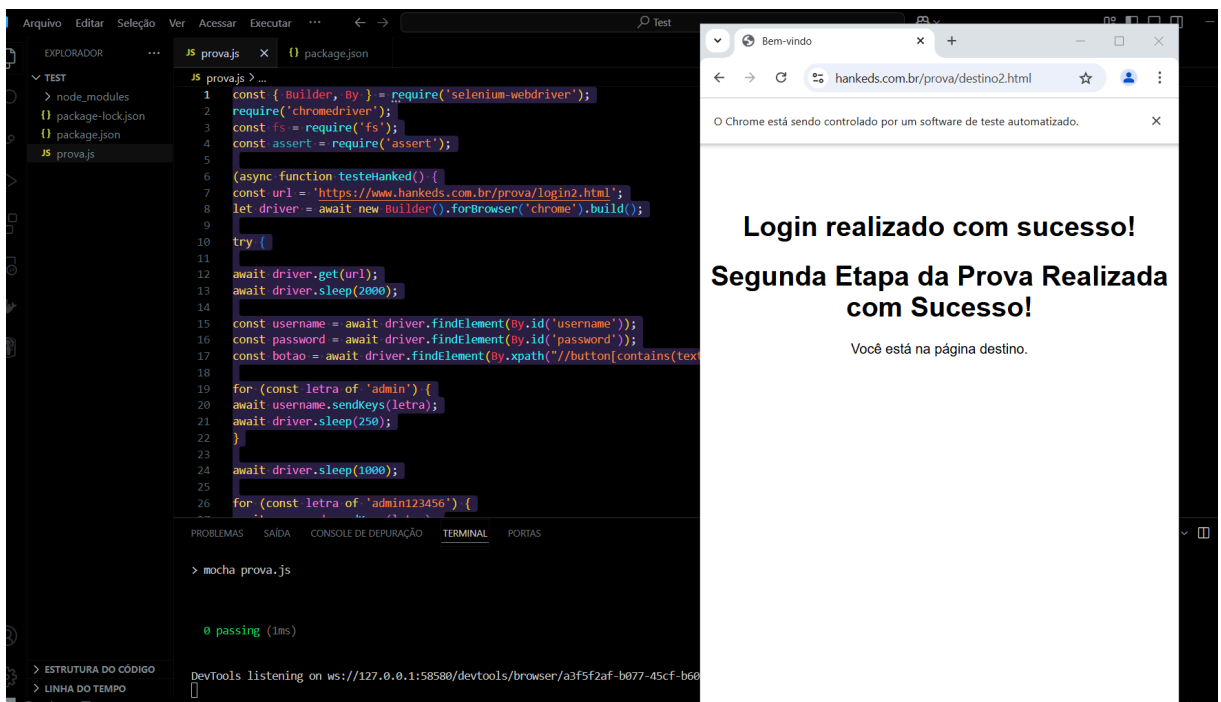 Arquivo Editar Seleção Ver Acessar Executar ··· ← → Test
EXPLORADOR ···
TEST
node_modules
{} package-lock.json
{} package.json
JS prova.js
JS prova.js × {} package.json
JS prova.js > ...
1 const { Builder, By } = require('selenium-webdriver');
2 require('chromedriver');
3 const fs = require('fs');
4 const assert = require('assert');
5
6 (async function testeHanked() {
7 const url = 'https://www.hankeds.com.br/prova/login2.html';
8 let driver = await new Builder().forBrowser('chrome').build();
9
10 try {
11
12 await driver.get(url);
13 await driver.sleep(2000);
14
15 const username = await driver.findElement(By.id('username'));
16 const password = await driver.findElement(By.id('password'));
17 const botao = await driver.findElement(By.xpath("//button[contains(text
18
19 for (const letra of 'admin') {
20 await username.sendKeys(letra);
21 await driver.sleep(250);
22 }
23
24 await driver.sleep(1000);
25
26 for (const letra of 'admin123456') {
PROBLEMAS SAÍDA CONSOLE DE DEPURAÇÃO TERMINAL PORTAS
> mocha prova.js
0 passing (1ms)
DevTools listening on ws://127.0.0.1:58580/devtools/browser/a3f5f2af-b077-45cf-b60
> ESTRUTURA DO CÓDIGO
> LINHA DO TEMPO
Bem-vindo × +
hankeds.com.br/prova/destino2.html
O Chrome está sendo controlado por um software de teste automatizado. ×
Login realizado com sucesso!
Segunda Etapa da Prova Realizada
com Sucesso!
Você está na página destino.